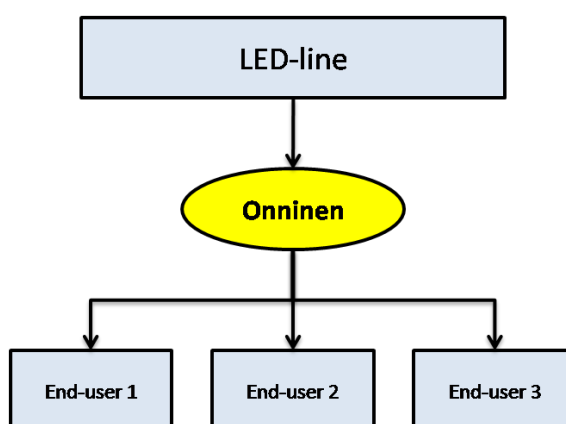 LED-line
Onninen
End-user 1
End-user 2
End-user 3